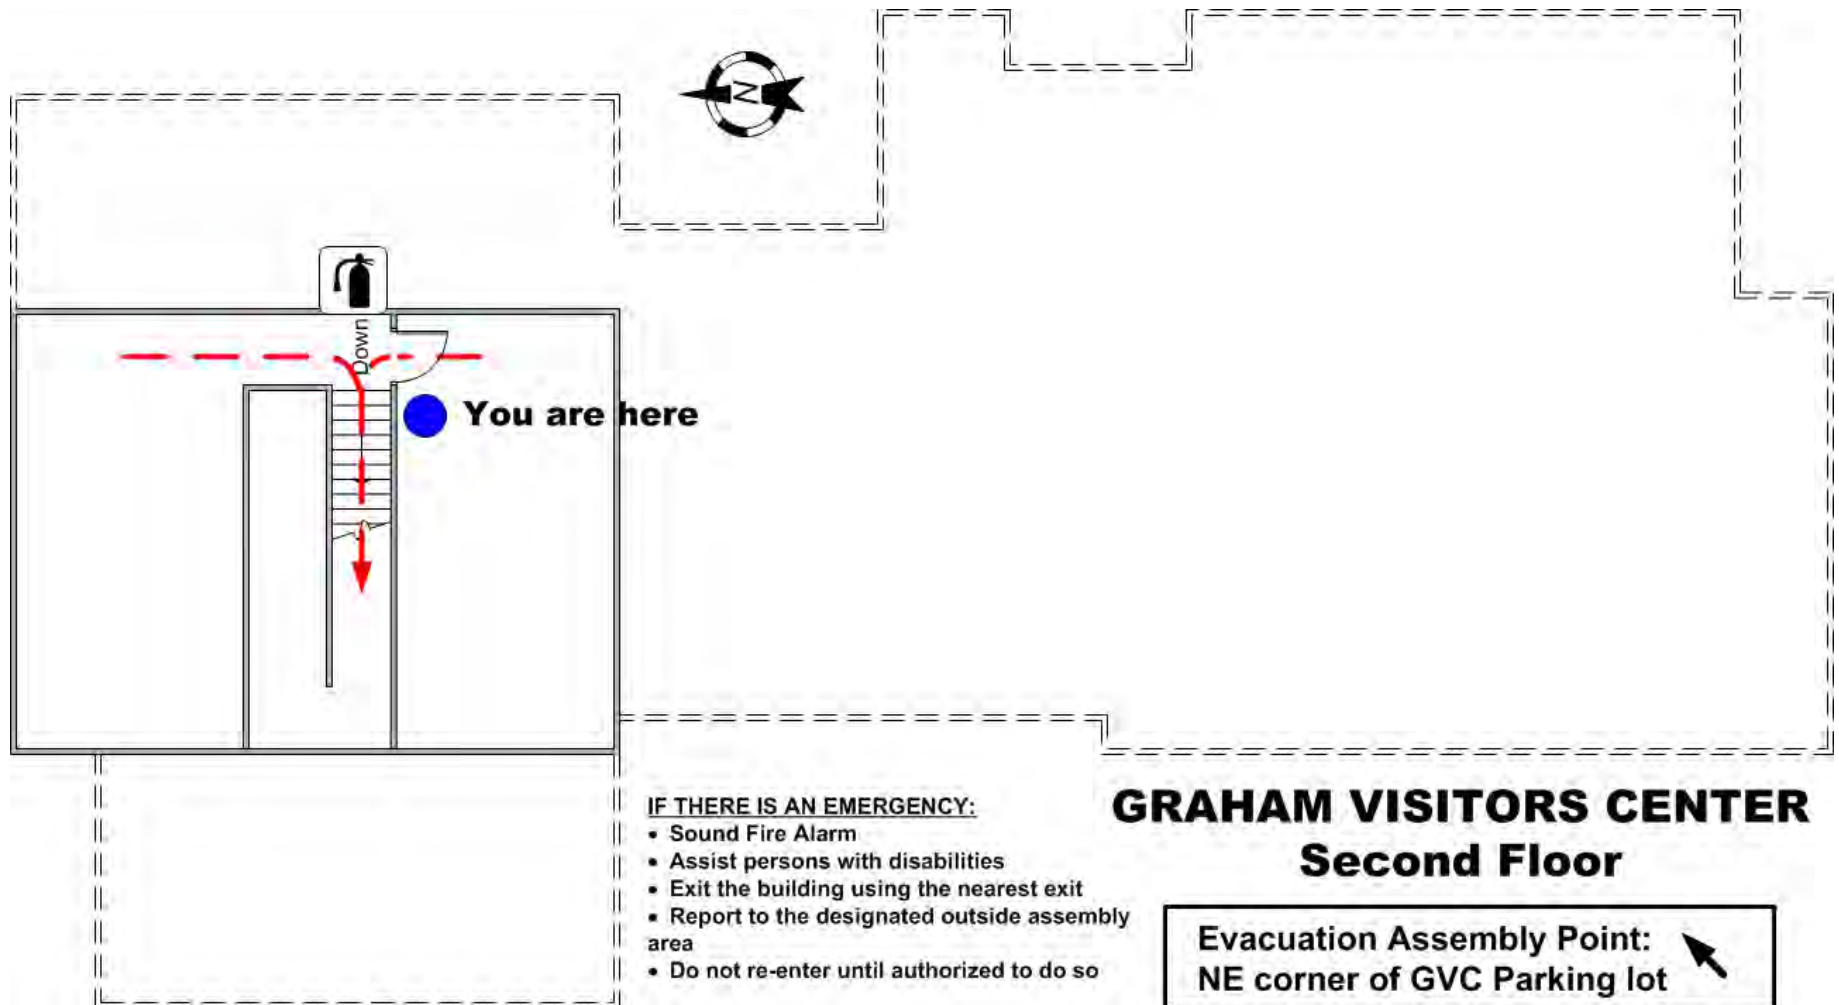 N
Down
You are here
IF THERE IS AN EMERGENCY:
• Sound Fire Alarm
• Assist persons with disabilities
• Exit the building using the nearest exit
• Report to the designated outside assembly
area
• Do not re-enter until authorized to do so
GRAHAM VISITORS CENTER
Second Floor
Evacuation Assembly Point:
NE corner of GVC Parking lot